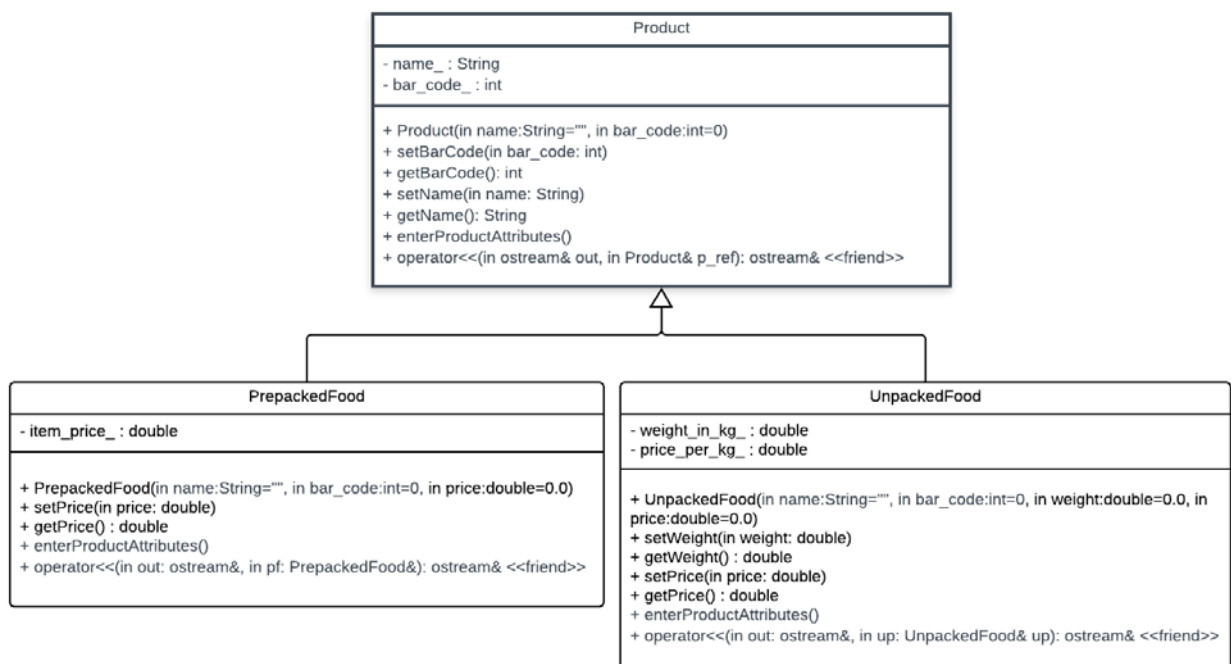 Product
- name_ : String
- bar_code_ : int
+ Product(in name:String="", in bar_code:int=0)
+ setBarCode(in bar_code: int)
+ getBarCode(): int
+ setName(in name: String)
+ getName(): String
+ enterProductAttributes()
+ operator<<(in ostream& out, in Product& p_ref): ostream& <<friend>>
PrepackedFood
- item_price_ : double
+ PrepackedFood(in name:String="", in bar_code:int=0, in price:double=0.0)
+ setPrice(in price: double)
+ getPrice() : double
+ enterProductAttributes()
+ operator<<(in out: ostream&, in pf: PrepackedFood&): ostream& <<friend>>
UnpackedFood
- weight_in_kg_ : double
- price_per_kg_ : double
+ UnpackedFood(in name:String="", in bar_code:int=0, in weight:double=0.0, in
price:double=0.0)
+ setWeight(in weight: double)
+ getWeight() : double
+ setPrice(in price: double)
+ getPrice() : double
+ enterProductAttributes()
+ operator<<(in out: ostream&, in up: UnpackedFood& up): ostream& <<friend>>